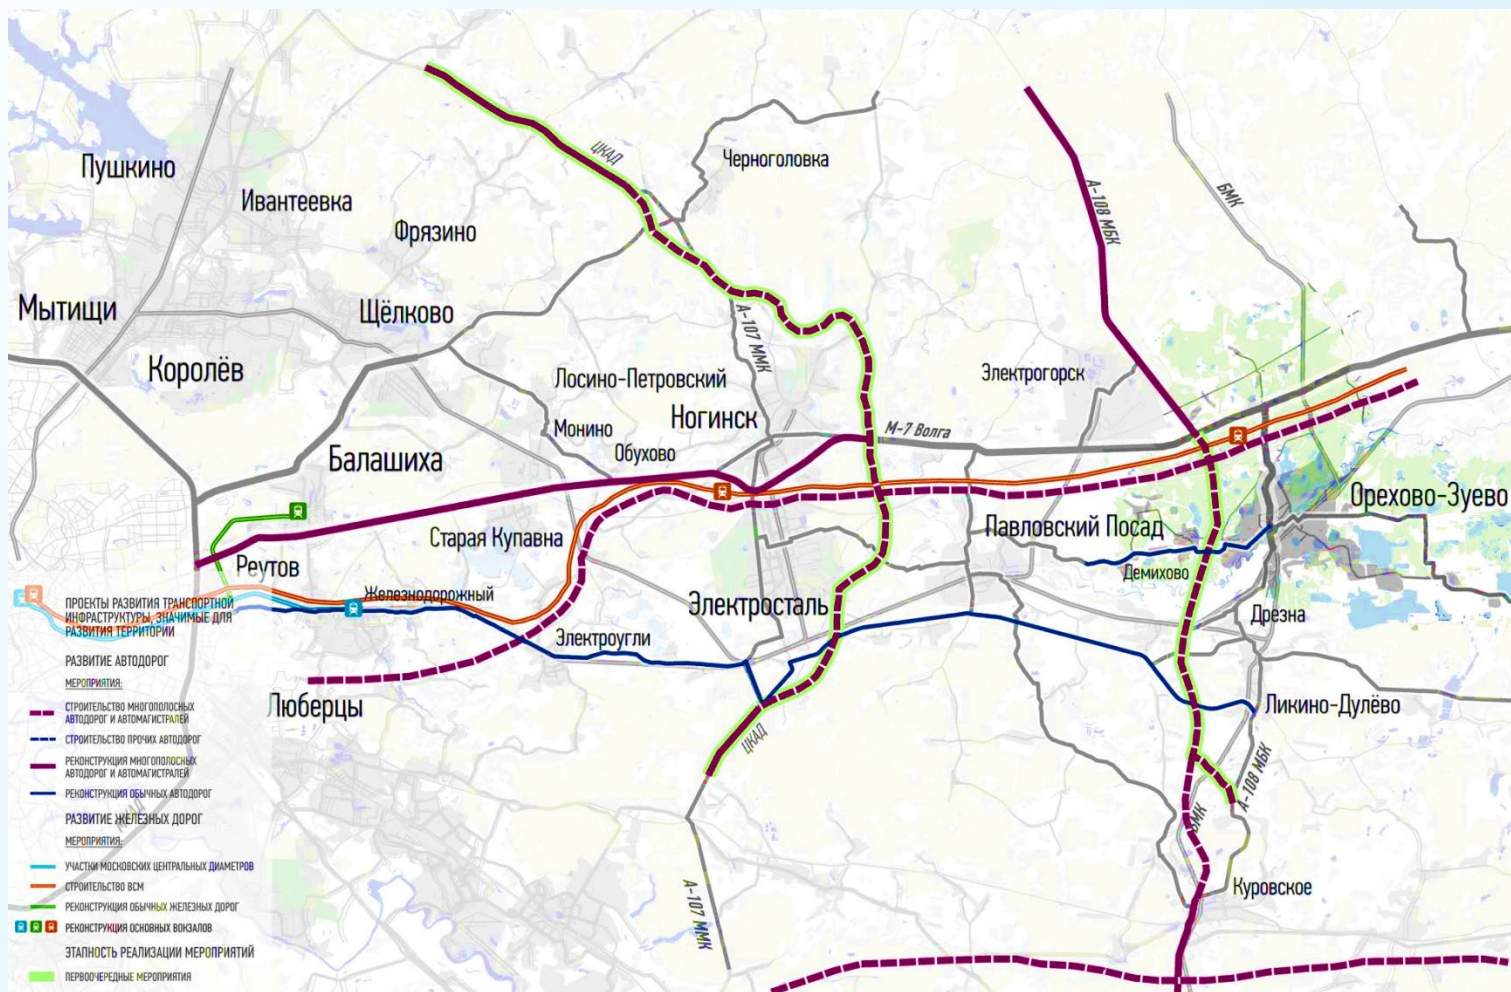 ЦКАД
Черноголовка
Пушкино
Ивантеевка
А-108 МБК
БМК
Фрязино
Мытищи
Щёлково
А-107 ММК
Королёв
Лосино-Петровский
Электрогорск
Ногинск
Монино
М-7 Волга
Обухово
Балашиха
Орехово-Зуево
Старая Купавна
Павловский Посад
Реутов
Демихово
Железнодорожный
Электросталь
Дрезна
Электроугли
Люберцы
Ликино-Дулёво
ЦКАД
А-108 МБК
БМК
МКАД
А-107 ММК
Куровское
ПРОЕКТЫ РАЗВИТИЯ ТРАНСПОРТНОЙ
ИНФРАСТРУКТУРЫ, ЗНАЧИМЫЕ ДЛЯ
РАЗВИТИЯ ТЕРРИТОРИИ
РАЗВИТИЕ АВТОДОРОГ
МЕРОПРИЯТИЯ:
СТРОИТЕЛЬСТВО МНОГОПОЛОСНЫХ
АВТОДОРОГ И АВТОМАГИСТРАЛЕЙ
СТРОИТЕЛЬСТВО ПРОЧИХ АВТОДОРОГ
РЕКОНСТРУКЦИЯ МНОГОПОЛОСНЫХ
АВТОДОРОГ И АВТОМАГИСТРАЛЕЙ
РЕКОНСТРУКЦИЯ ОБЫЧНЫХ АВТОДОРОГ
РАЗВИТИЕ ЖЕЛЕЗНЫХ ДОРОГ
МЕРОПРИЯТИЯ:
УЧАСТКИ МОСКОВСКИХ ЦЕНТРАЛЬНЫХ ДИАМЕТРОВ
СТРОИТЕЛЬСТВО ВСМ
РЕКОНСТРУКЦИЯ ОБЫЧНЫХ ЖЕЛЕЗНЫХ ДОРОГ
РЕКОНСТРУКЦИЯ ОСНОВНЫХ ВОКЗАЛОВ
ЭТАПНОСТЬ РЕАЛИЗАЦИИ МЕРОПРИЯТИЙ
ПЕРВООЧЕРЕДНЫЕ МЕРОПРИЯТИЯ